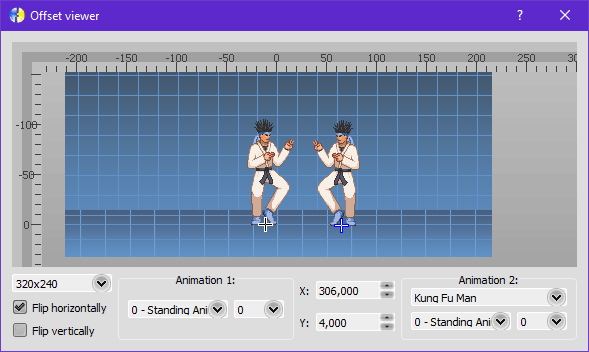 Offset viewer
?
-200 -150 -100 -50 0 50 100 150 200 250 30
-100
-50
0
320x240
Flip horizontally
Flip vertically
Animation 1:
0 - Standing Ani 0
X: 306,000
Y: 4,000
Animation 2:
Kung Fu Man
0 - Standing Ani 0